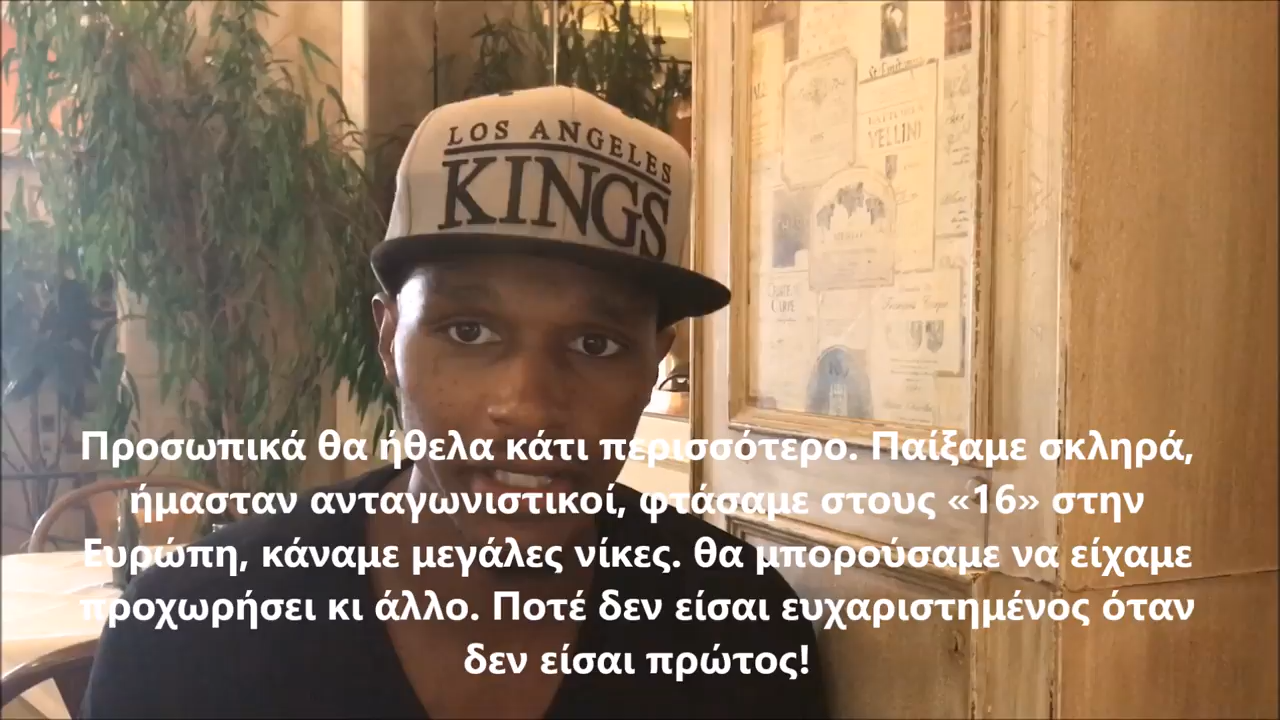 LOS ANGELES
KINGS
VELLINI
Προσωπικά θα ήθελα κάτι περισσότερο. Παίξαμε σκληρά,
ήμασταν ανταγωνιστικοί, φτάσαμε στους «16» στην
Ευρώπη, κάναμε μεγάλες νίκες. θα μπορούσαμε να είχαμε
προχωρήσει κι άλλο. Ποτέ δεν είσαι ευχαριστημένος όταν
δεν είσαι πρώτος!